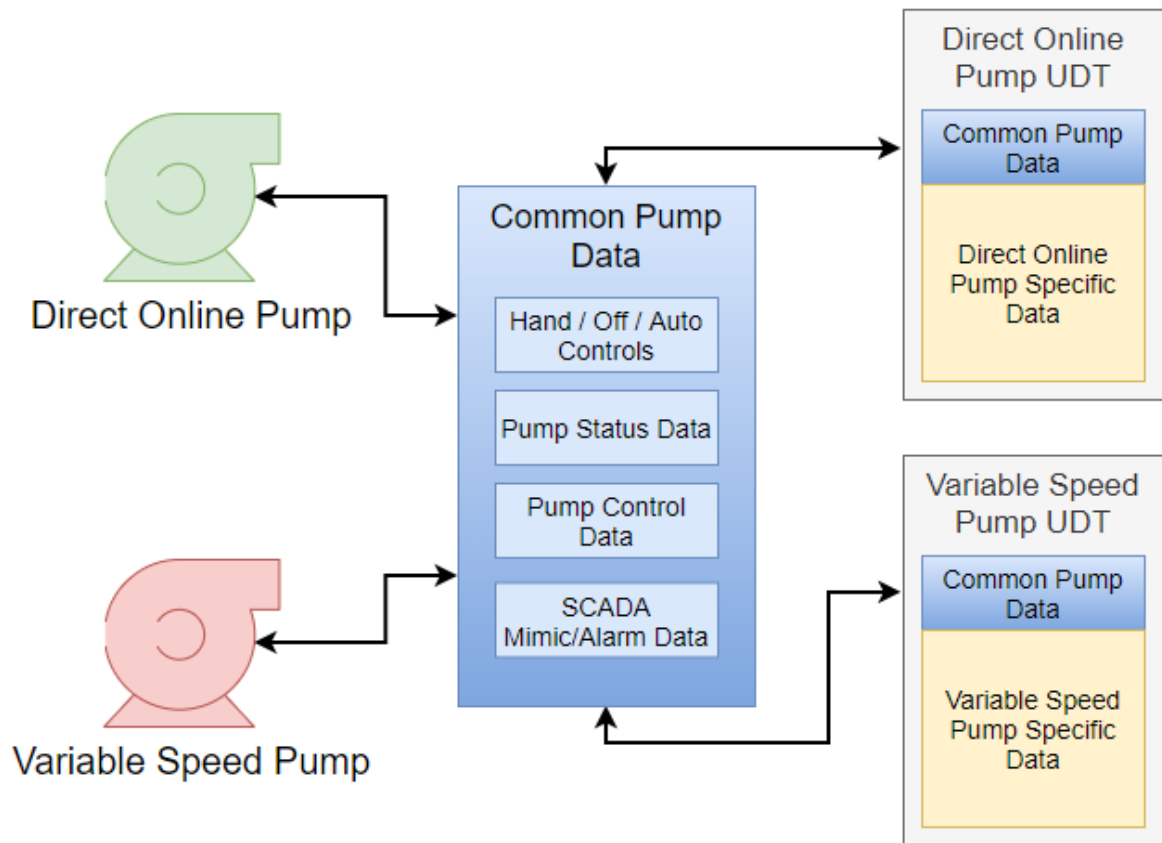 Direct Online Pump
Variable Speed Pump
Common Pump
Data
Hand / Off / Auto
Controls
Pump Status Data
Pump Control
Data
SCADA
Mimic/Alarm Data
Direct Online
Pump UDT
Common Pump
Data
Direct Online
Pump Specific
Data
Variable Speed
Pump UDT
Common Pump
Data
Variable Speed
Pump Specific
Data